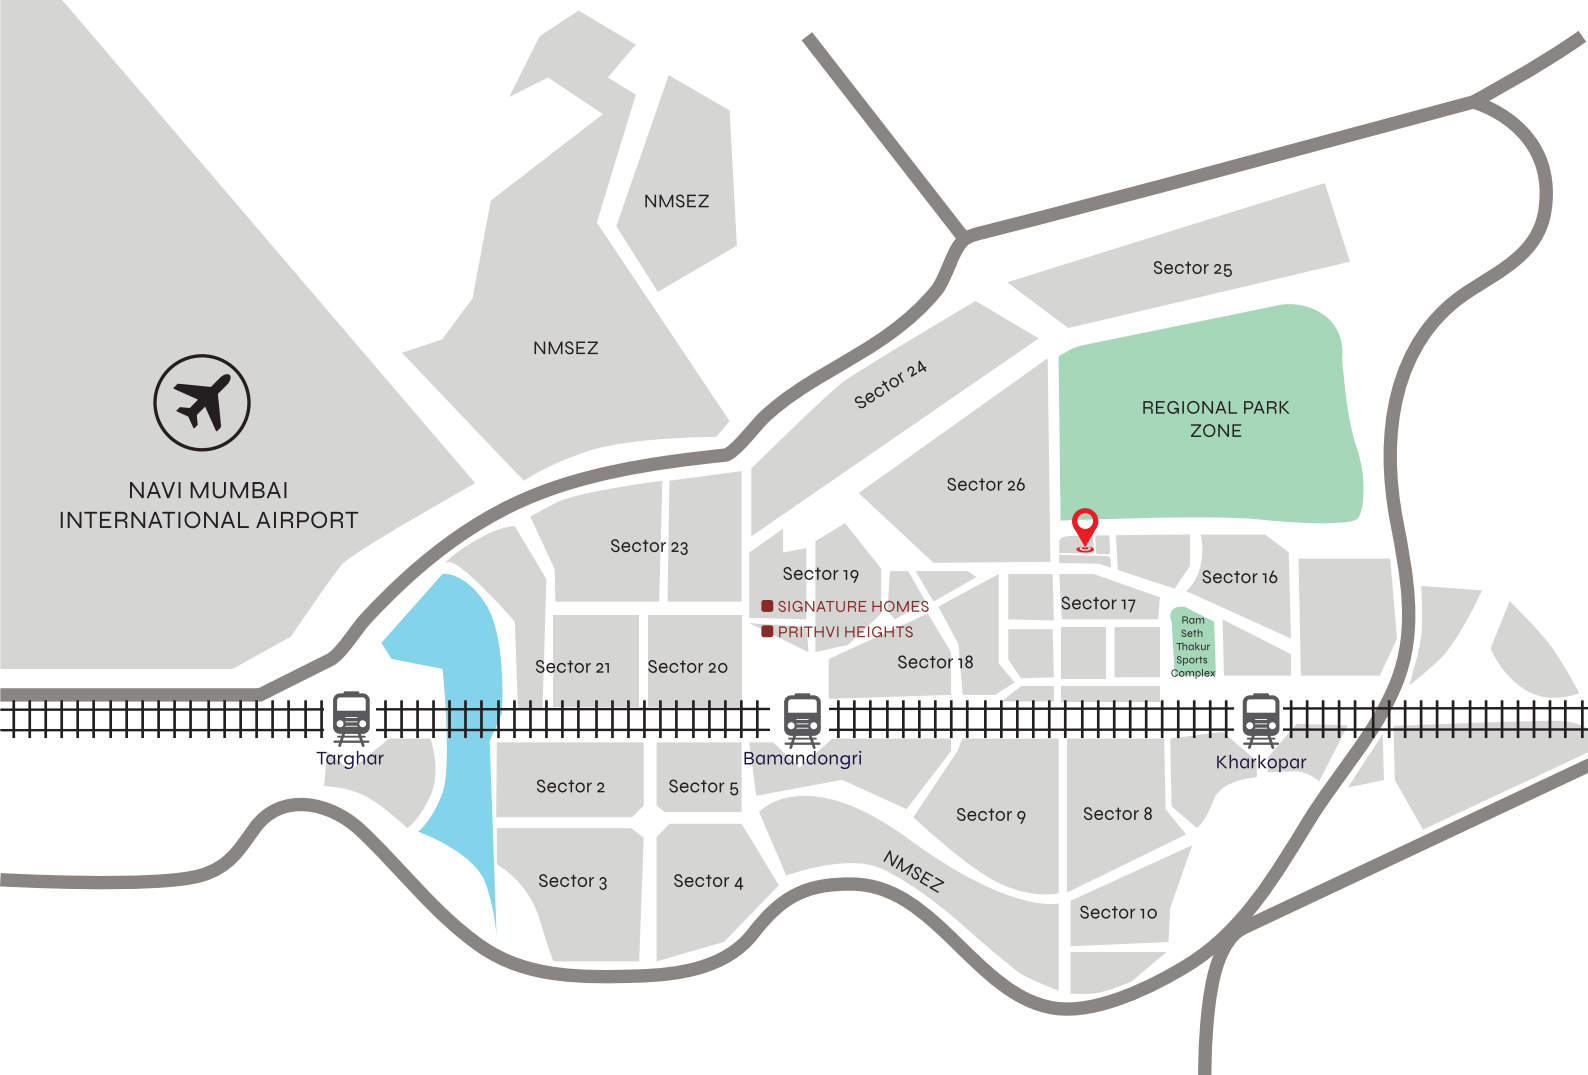 NMSEZ
Sector 25
NMSEZ
Sector 24
REGIONAL PARK
ZONE
NAVI MUMBAI
INTERNATIONAL AIRPORT
Sector 26
Sector 23
Sector 19
Sector 16
SIGNATURE HOMES
PRITHVI HEIGHTS
Sector 17
Ram
Seth
Thakur
Sports
Complex
Sector 21
Sector 20
Sector 18
Targhar
Bamandongri
Kharkopar
Sector 2
Sector 5
Sector 9
Sector 8
Sector 3
Sector 4
NMSEZ
Sector 10